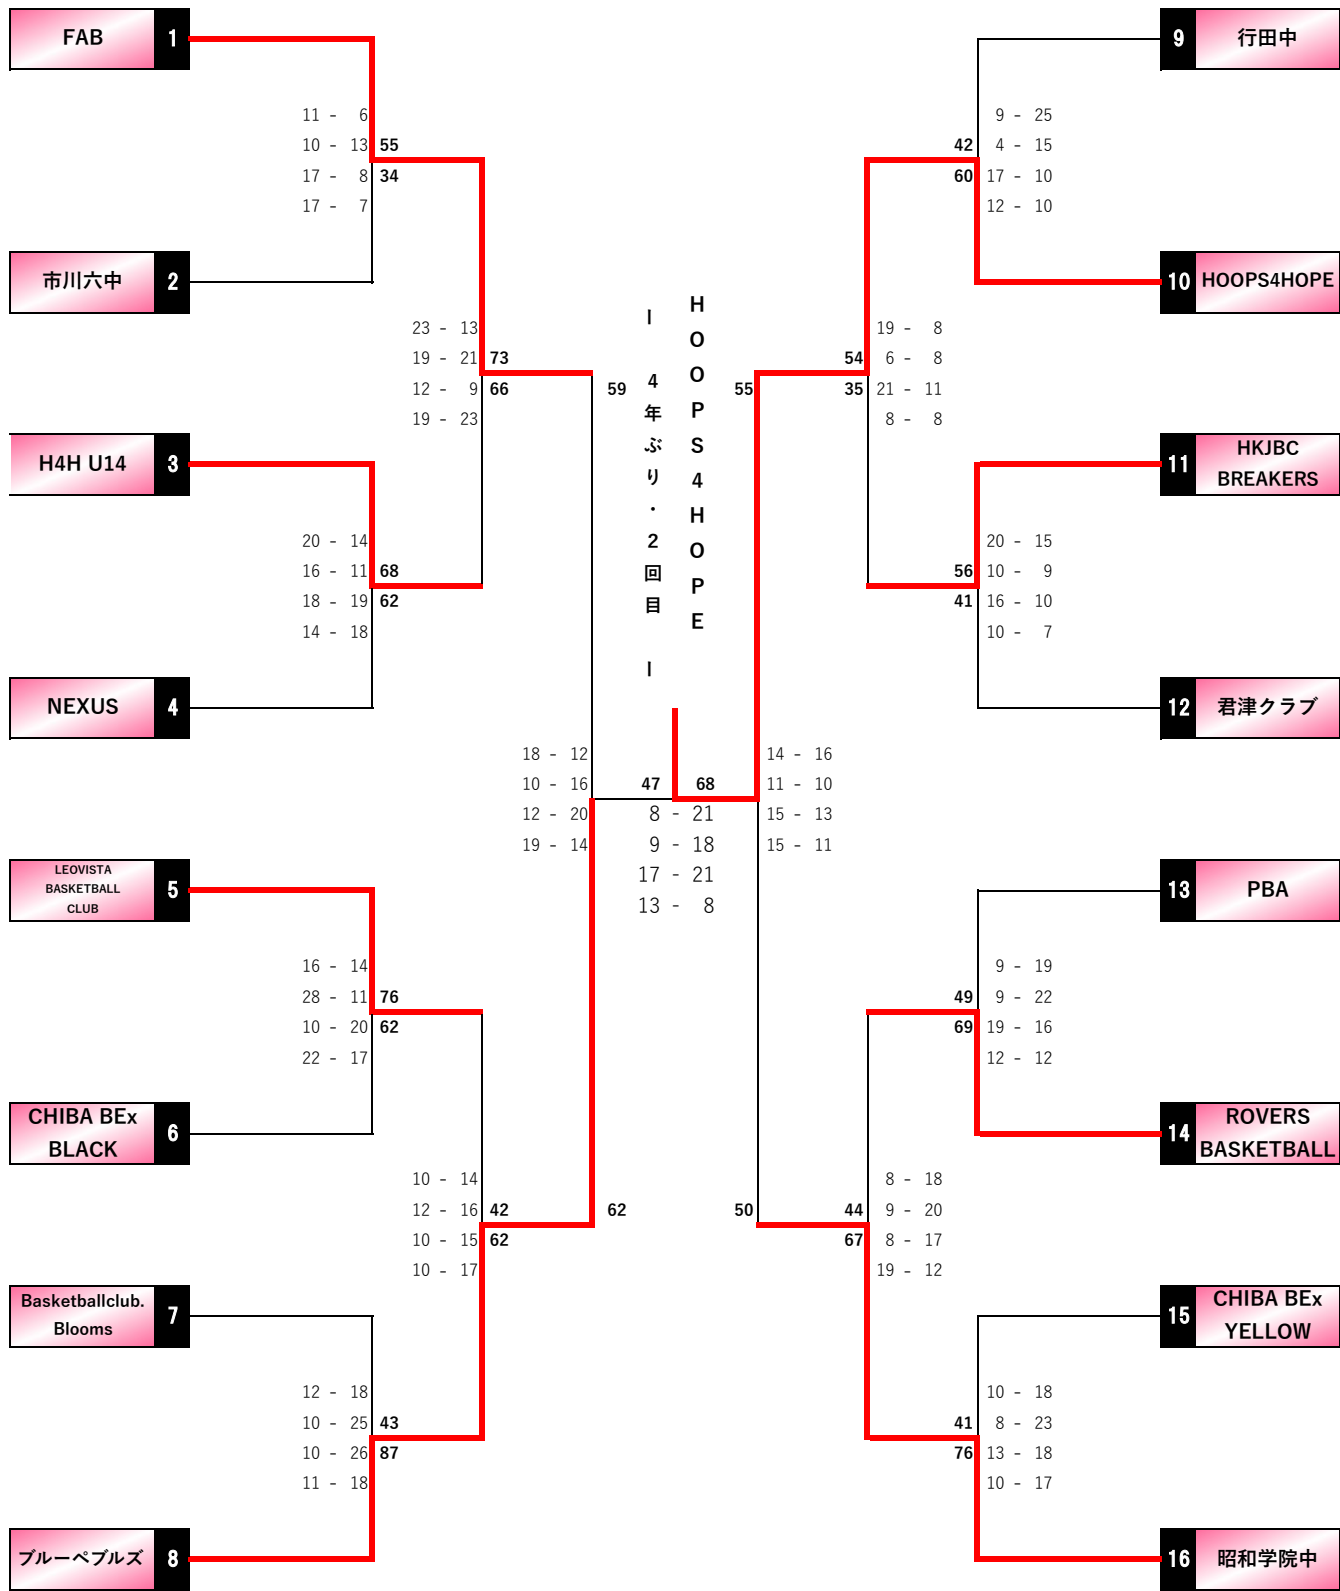 FAB 1
11 - 6
10 - 13 55
17 - 8 34
17 - 7
市川六中 2
23 - 13
19 - 21 73
12 - 9 66
19 - 23
H4H U14 3
20 - 14
16 - 11 68
18 - 19 62
14 - 18
NEXUS 4
59
18 - 12
10 - 16
12 - 20
19 - 14
LEOVISTA
BASKETBALL
CLUB
5
16 - 14
28 - 11 76
10 - 20 62
22 - 17
CHIBA BEx
BLACK
6
10 - 14
12 - 16 42
10 - 15 62
10 - 17
62
Basketballclub.
Blooms
7
12 - 18
10 - 25 43
10 - 26 87
11 - 18
ブルーペブルズ 8
HOOPS4HOPE
ー 4年ぶり・2回目 ー
47 68
8 - 21
9 - 18
17 - 21
13 - 8
9 行田中
9 - 25
42 4 - 15
60 17 - 10
12 - 10
10 HOOPS4HOPE
19 - 8
54 6 - 8
35 21 - 11
8 - 8
55
11
HKJBC
BREAKERS
20 - 15
56 10 - 9
41 16 - 10
10 - 7
12 君津クラブ
14 - 16
11 - 10
15 - 13
15 - 11
13 PBA
9 - 19
49 9 - 22
69 19 - 16
12 - 12
14
ROVERS
BASKETBALL
8 - 18
50
44 9 - 20
67 8 - 17
19 - 12
15
CHIBA BEx
YELLOW
10 - 18
41 8 - 23
76 13 - 18
10 - 17
16 昭和学院中